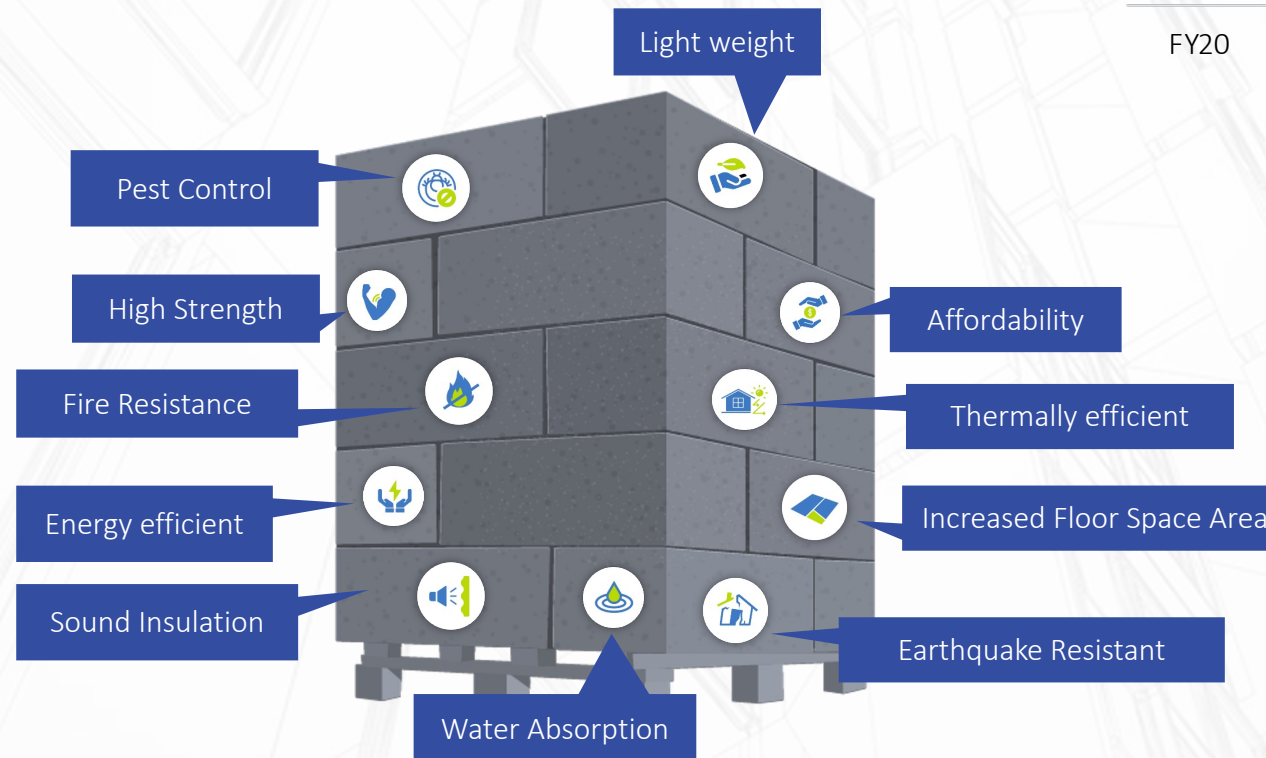 Light weight
FY20
Pest Control
High Strength
Affordability
Fire Resistance
Thermally efficient
Energy efficient
Increased Floor Space Area
Sound Insulation
Earthquake Resistant
Water Absorption